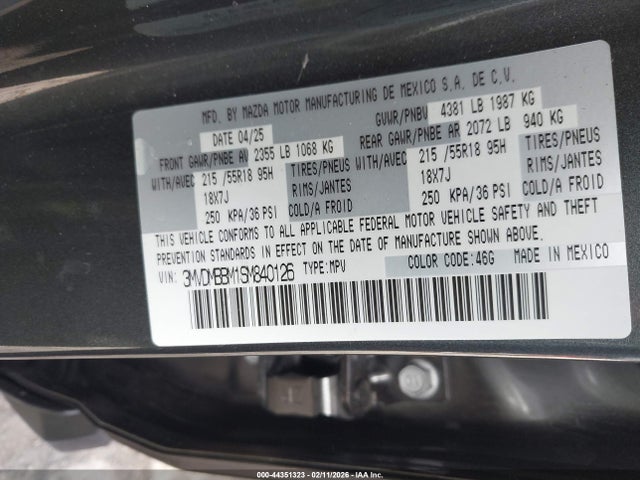 MFD. BY MAZDA MOTOR MANUFACTURING DE MEXICO S.A. DE C.V.
DATE 04/25 GVWR/PNBV 4381 LB 1987 KG
FRONT GAWR/PNBE AV 2355 LB 1068 KG REAR GAWR/PNBE AR 2072 LB 940 KG
WITH/AVEC 215 /55R18 95H TIRES/PNEUS WITH/AVEC 215 /55R18 95H TIRES/PNEUS
18X7J RIMS/JANTES 18X7J RIMS/JANTES
250 KPA/36 PSI COLD/A FROID 250 KPA/36 PSI COLD/A FROID
THIS VEHICLE CONFORMS TO ALL APPLICABLE FEDERAL MOTOR VEHICLE SAFETY AND THEFT
PREVENTION STANDARDS IN EFFECT ON THE DATE OF MANUFACTURE SHOWN ABOVE.
VIN: 3MVDMBBM1SM840126 TYPE:MPV COLOR CODE:46G MADE IN MEXICO
000-44351323 - 02/11/2026 - IAA Inc.